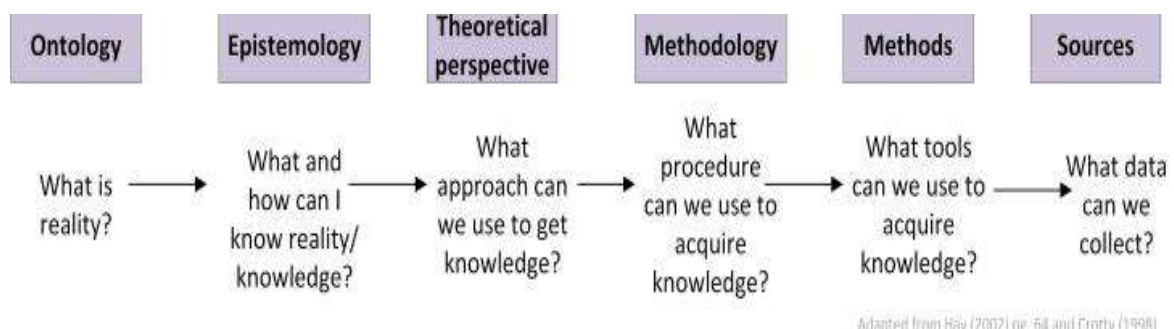 Ontology
Epistemology
Theoretical
perspective
Methodology
Methods
Sources
What is
reality?
What and
how can I
know reality/
knowledge?
What
approach can
we use to get
knowledge?
What
procedure
can we use to
acquire
knowledge?
What tools
can we use to
acquire
knowledge?
What data
can we
collect?
Adapted from Hay (2002) pg. 64 and Crotty (1998)